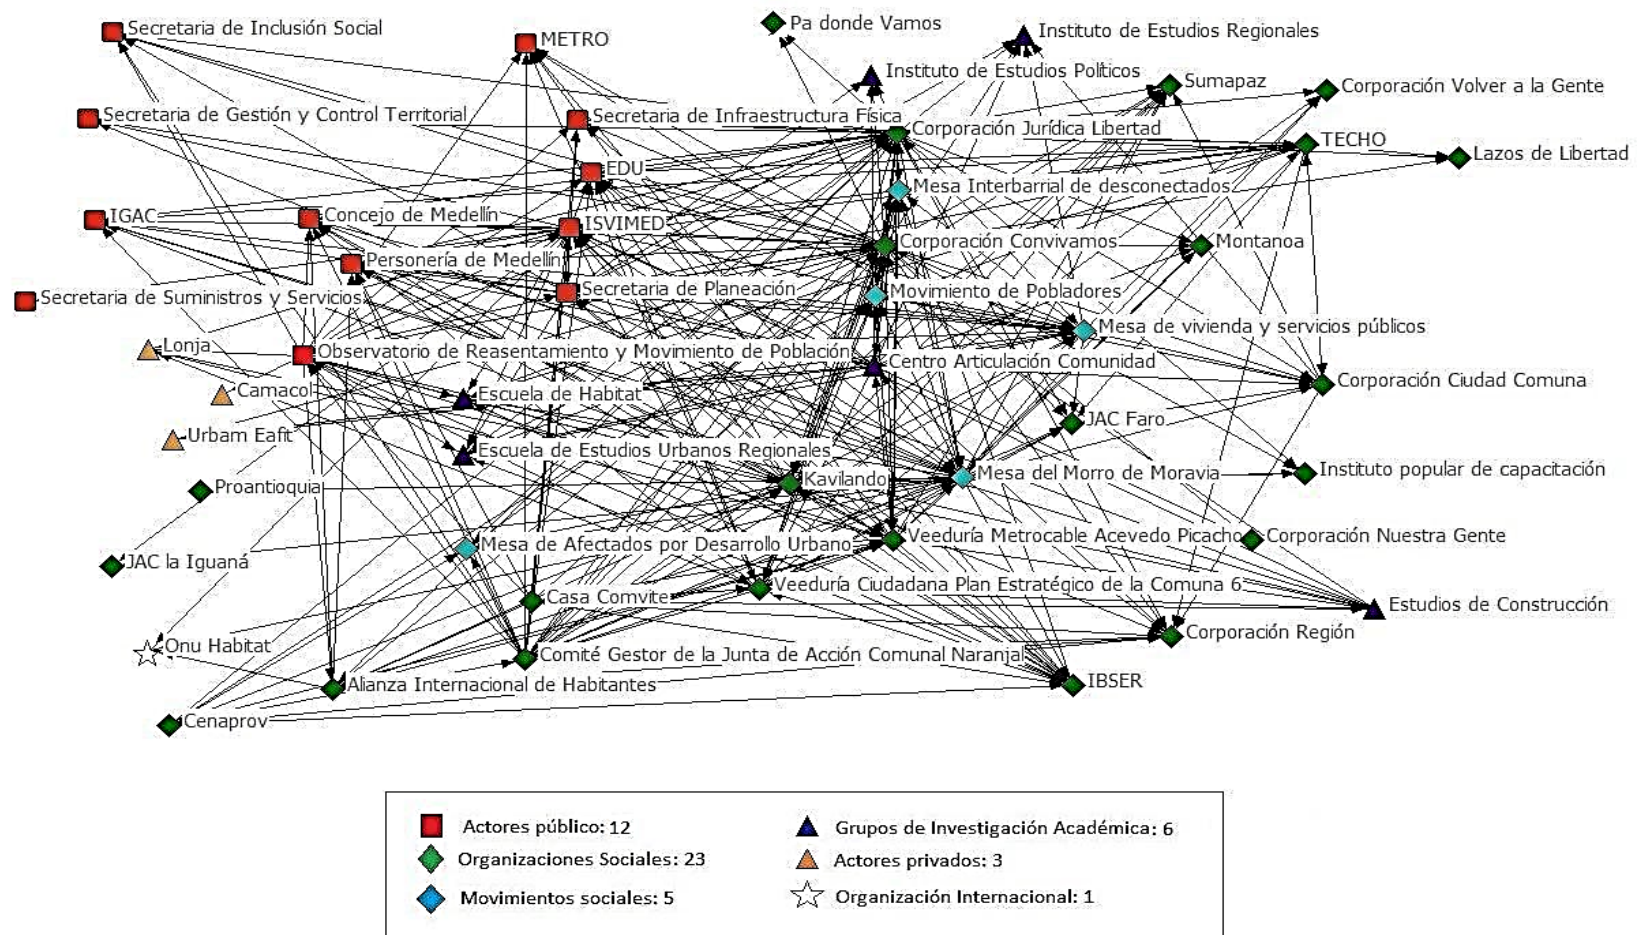 Secretaria de Inclusión Social
METRO
Pa donde Vamos
Instituto de Estudios Regionales
Instituto de Estudios Políticos
Sumapaz
Corporación Volver a la Gente
Secretaria de Gestión y Control Territorial
Secretaria de Infraestructura Física
Corporación Jurídica Libertad
TECHO
Lazos de Libertad
EDU
Mesa Interbarrial de desconectados
IGAC
Concejo de Medellín
ISVIMED
Corporación Convivamos
Montanoa
Personería de Medellín
Secretaria de Planeación
Movimiento de Pobladores
Secretaria de Suministros y Servicios
Mesa de vivienda y servicios públicos
Lonja
Observatorio de Reasentamiento y Movimiento de Población
Centro Articulación Comunidad
Camacol
Escuela de Habitat
Corporación Ciudad Comuna
JAC Faro
Urbam Eafit
Escuela de Estudios Urbanos Regionales
Kavilando
Mesa del Morro de Moravia
Instituto popular de capacitación
Proantioquia
Mesa de Afectados por Desarrollo Urbano
Veeduría Metrocable Acevedo Picacho
Corporación Nuestra Gente
JAC la Iguaná
Veeduría Ciudadana Plan Estratégico de la Comuna 6
Casa Comvite
Estudios de Construcción
Corporación Región
Onu Habitat
Comité Gestor de la Junta de Acción Comunal Naranjal
Alianza Internacional de Habitantes
IBSER
Cenaprov
Actores público: 12
Grupos de Investigación Académica: 6
Organizaciones Sociales: 23
Actores privados: 3
Movimientos sociales: 5
Organización Internacional: 1